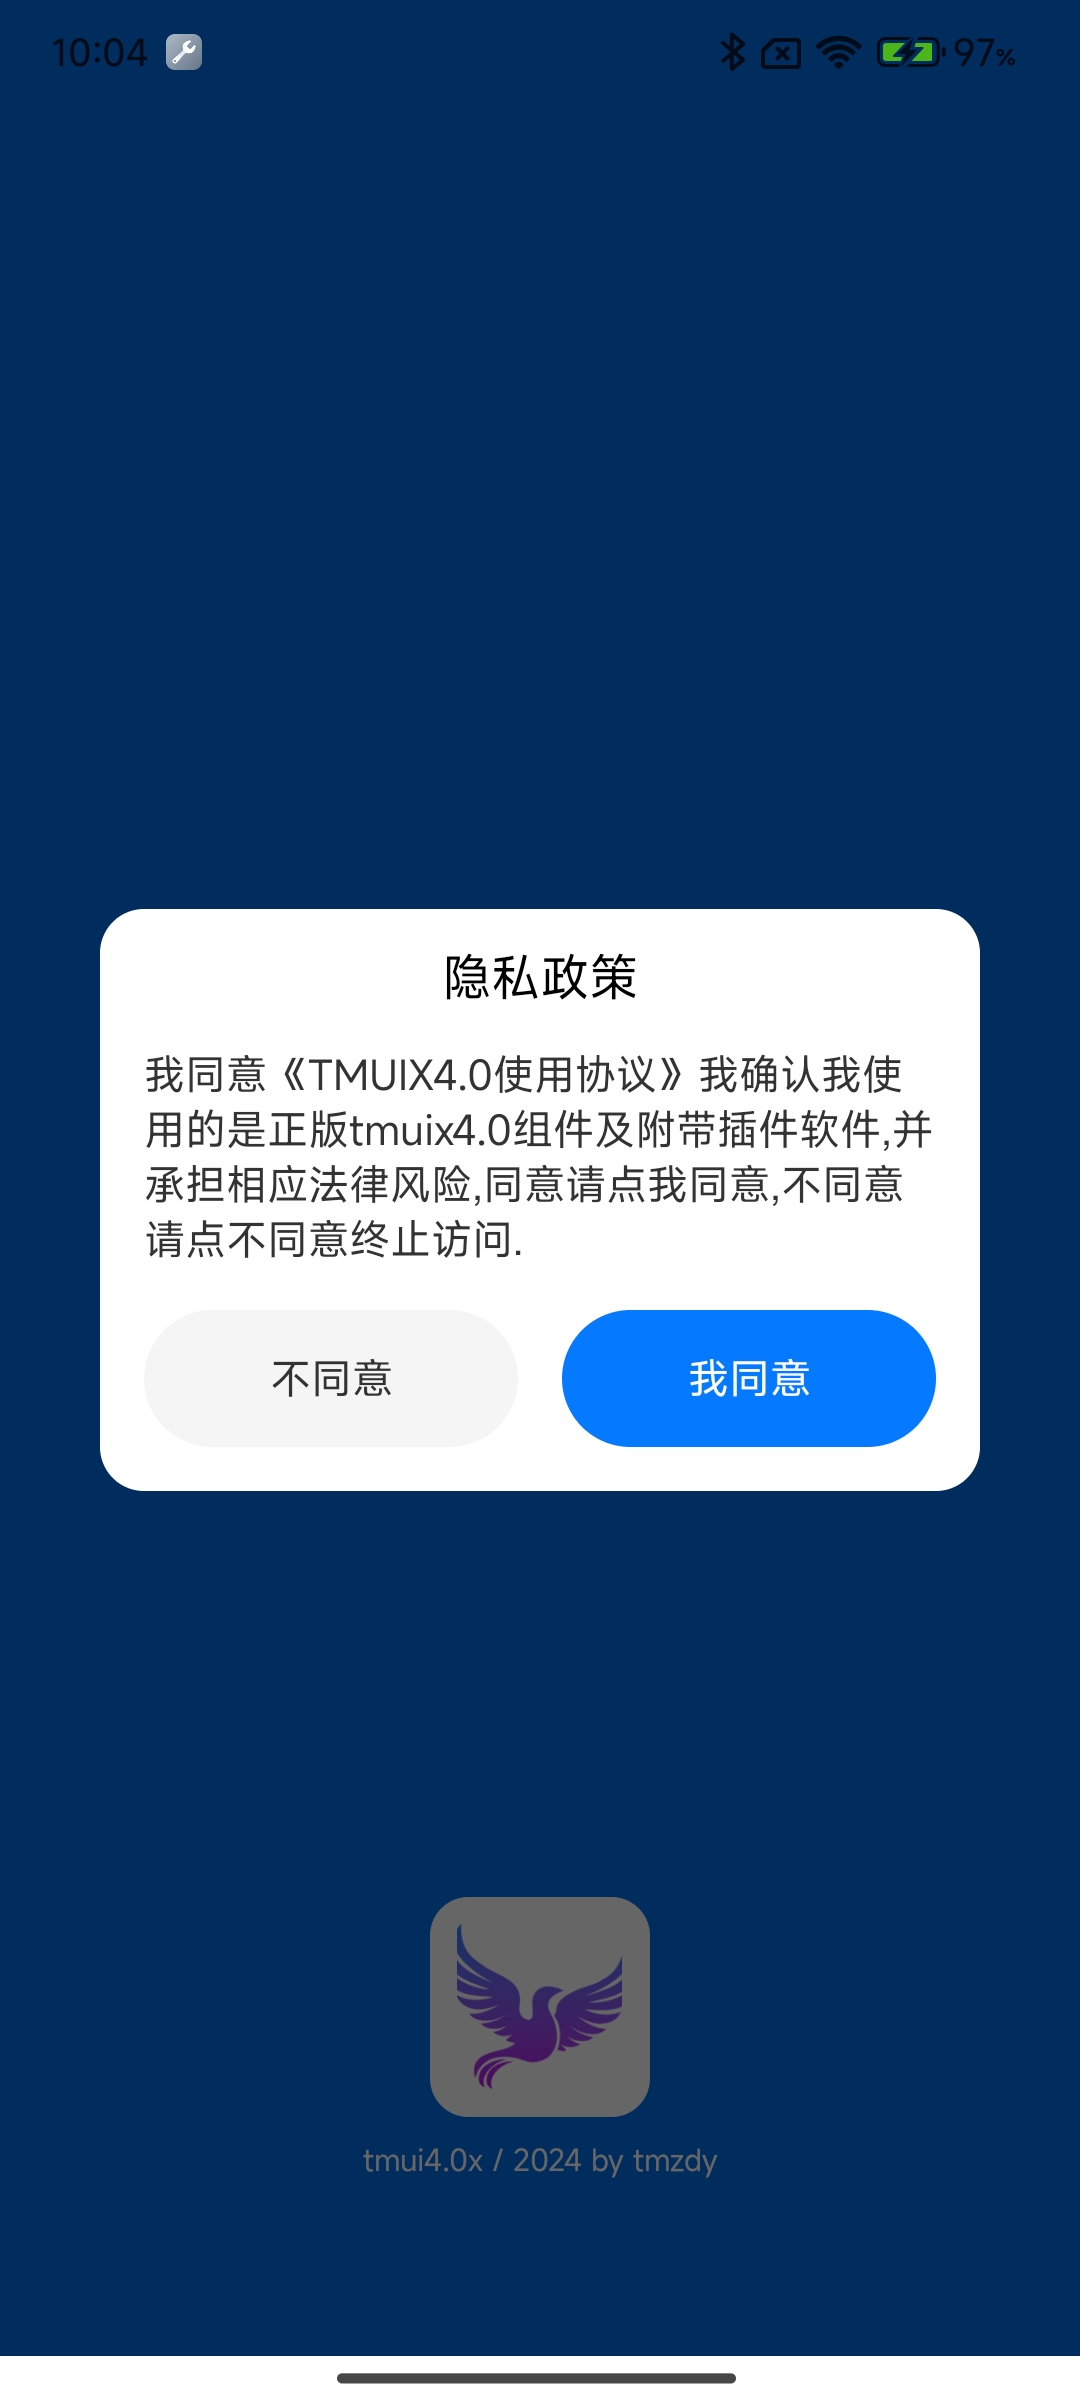 10:04
97%
隐私政策
我同意《TMUIX4.0使用协议》我确认我使
用的是正版tmuix4.0组件及附带插件软件,并
承担相应法律风险,同意请点我同意,不同意
请点不同意终止访问.
不同意
我同意
tmui4.0x / 2024 by tmzdy